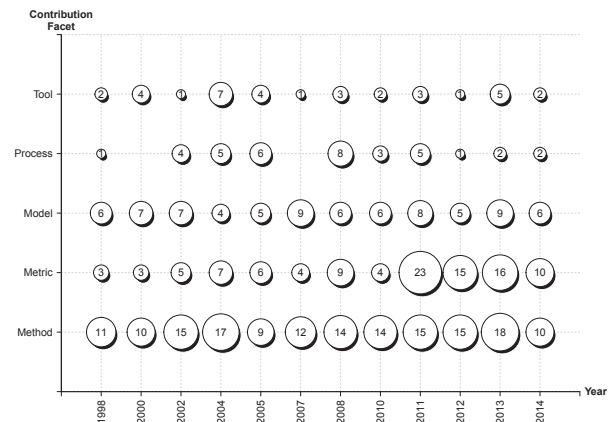 Contribution
Facet
Tool 2 4 1 7 4 1 3 2 3 1 5 2
Process 1 4 5 6 8 3 5 1 2 2
Model 6 7 7 4 5 9 6 6 8 5 9 6
Metric 3 3 5 7 6 4 9 4 23 15 16 10
Method 11 10 15 17 9 12 14 14 15 15 18 10
Year
1998 2000 2002 2004 2005 2007 2008 2010 2011 2012 2013 2014